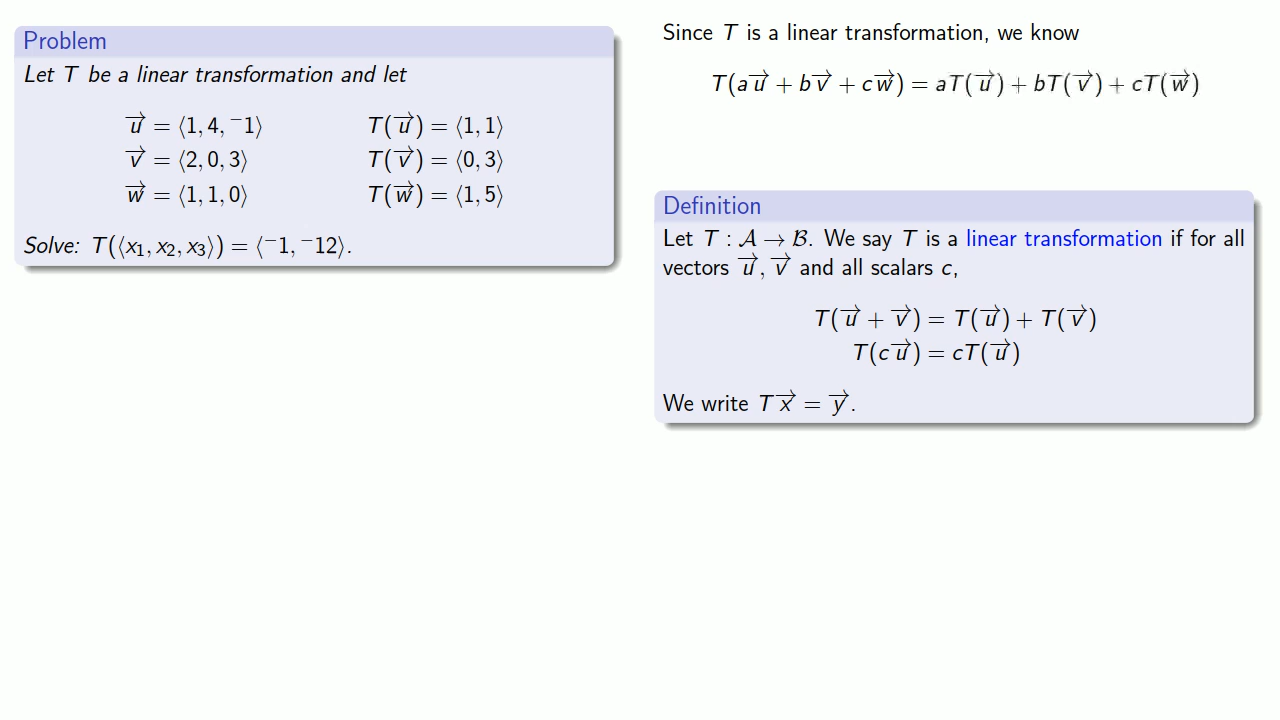 Problem
Let T be a linear transformation and let
u⃗ = ⟨1, 4, ⁻1⟩ T(u⃗) = ⟨1, 1⟩
v⃗ = ⟨2, 0, 3⟩ T(v⃗) = ⟨0, 3⟩
w⃗ = ⟨1, 1, 0⟩ T(w⃗) = ⟨1, 5⟩
Solve: T(⟨x₁, x₂, x₃⟩) = ⟨⁻1, ⁻12⟩.
Since T is a linear transformation, we know
T(au⃗ + bv⃗ + cw⃗) = aT(u⃗) + bT(v⃗) + cT(w⃗)
Definition
Let T : 𝒜 → ℬ. We say T is a linear transformation if for all
vectors u⃗, v⃗ and all scalars c,
T(u⃗ + v⃗) = T(u⃗) + T(v⃗)
T(cu⃗) = cT(u⃗)
We write Tx⃗ = y⃗.